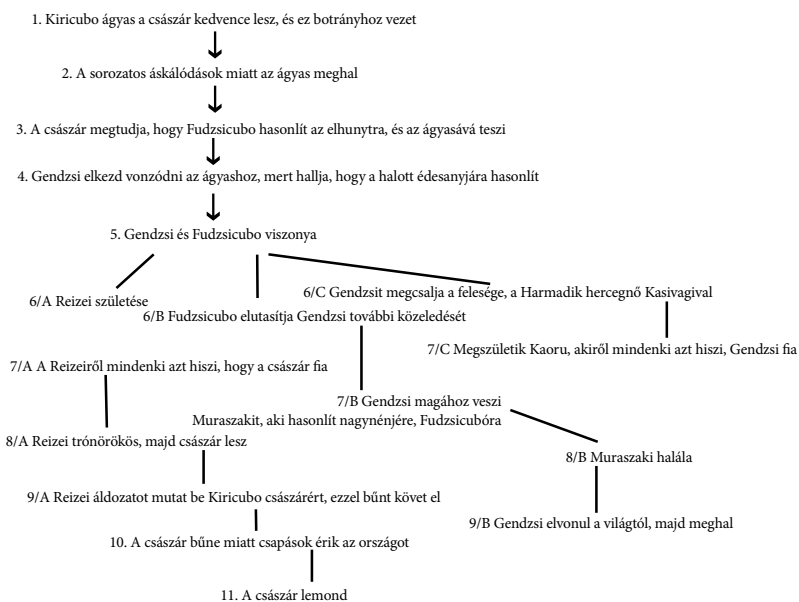 1. Kiricubo ágyas a császár kedvence lesz, és ez botrányhoz vezet
2. A sorozatos áskálódások miatt az ágyas meghal
3. A császár megtudja, hogy Fudzsicubo hasonlít az elhunytra, és az ágyasává teszi
4. Gendzsi elkezd vonzódni az ágyashoz, mert hallja, hogy a halott édesanyjára hasonlít
5. Gendzsi és Fudzsicubo viszonya
6/A Reizei születése
6/C Gendzsit megcsalja a felesége, a Harmadik hercegnő Kasivagival
6/B Fudzsicubo elutasítja Gendzsi további közeledését
7/C Megszületik Kaoru, akiről mindenki azt hiszi, Gendzsi fia
7/A A Reizeiről mindenki azt hiszi, hogy a császár fia
7/B Gendzsi magához veszi
Muraszakit, aki hasonlít nagynénjére, Fudzsicubóra
8/A Reizei trónörökös, majd császár lesz
8/B Muraszaki halála
9/A Reizei áldozatot mutat be Kiricubo császárért, ezzel bűnt követ el
9/B Gendzsi elvonul a világtól, majd meghal
10. A császár bűne miatt csapások érik az országot
11. A császár lemond